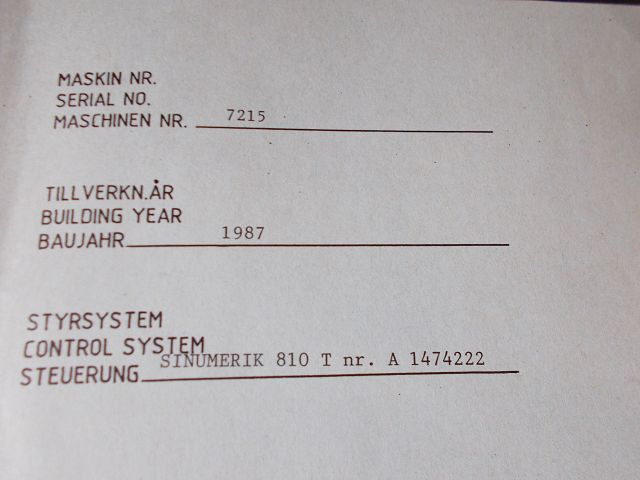 MASKIN NR.
SERIAL NO.
MASCHINEN NR. 7215
TILLVERKN.ÅR
BUILDING YEAR
BAUJAHR 1987
STYRSYSTEM
CONTROL SYSTEM
STEUERUNG SINUMERIK 810 T nr. A 1474222